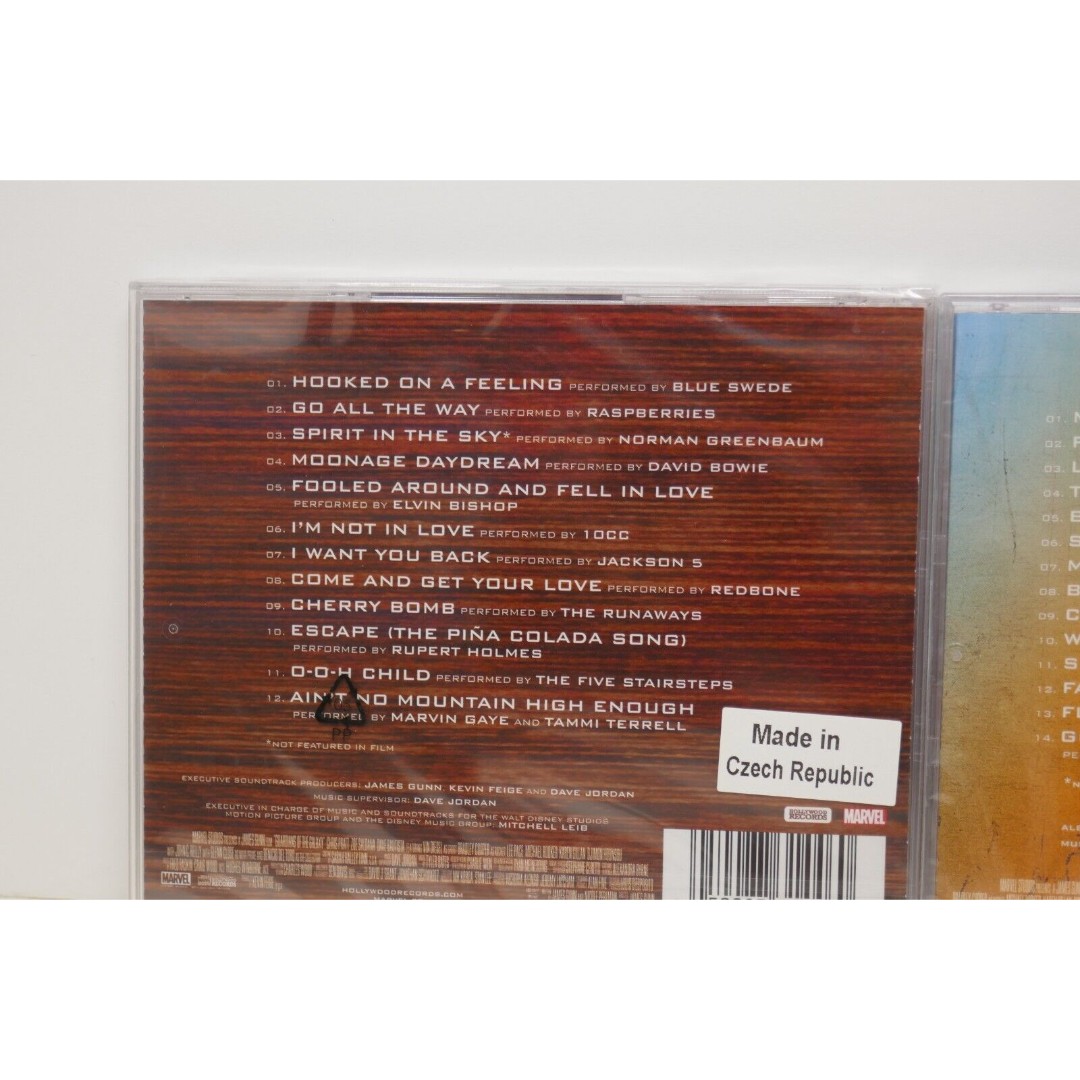 01. HOOKED ON A FEELING PERFORMED BY BLUE SWEDE
02. GO ALL THE WAY PERFORMED BY RASPBERRIES
03. SPIRIT IN THE SKY* PERFORMED BY NORMAN GREENBAUM
04. MOONAGE DAYDREAM PERFORMED BY DAVID BOWIE
05. FOOLED AROUND AND FELL IN LOVE
PERFORMED BY ELVIN BISHOP
06. I'M NOT IN LOVE PERFORMED BY 10CC
07. I WANT YOU BACK PERFORMED BY JACKSON 5
08. COME AND GET YOUR LOVE PERFORMED BY REDBONE
09. CHERRY BOMB PERFORMED BY THE RUNAWAYS
10. ESCAPE (THE PIÑA COLADA SONG)
PERFORMED BY RUPERT HOLMES
11. O-O-H CHILD PERFORMED BY THE FIVE STAIRSTEPS
12. AIN'T NO MOUNTAIN HIGH ENOUGH
PERFORMED BY MARVIN GAYE AND TAMMI TERRELL
PP
*NOT FEATURED IN FILM
EXECUTIVE SOUNDTRACK PRODUCERS: JAMES GUNN, KEVIN FEIGE AND DAVE JORDAN
MUSIC SUPERVISOR: DAVE JORDAN
EXECUTIVE IN CHARGE OF MUSIC AND SOUNDTRACKS FOR THE WALT DISNEY STUDIOS
MOTION PICTURE GROUP AND THE DISNEY MUSIC GROUP: MITCHELL LEIB
Made in
Czech Republic
HOLLYWOOD
RECORDS
MARVEL
MARVEL
HOLLYWOODRECORDS.COM
01.
02.
03. L
04. T
05. E
06. S
07. M
08. B
09. C
10. W
11. S
12. FA
13. F
14. G